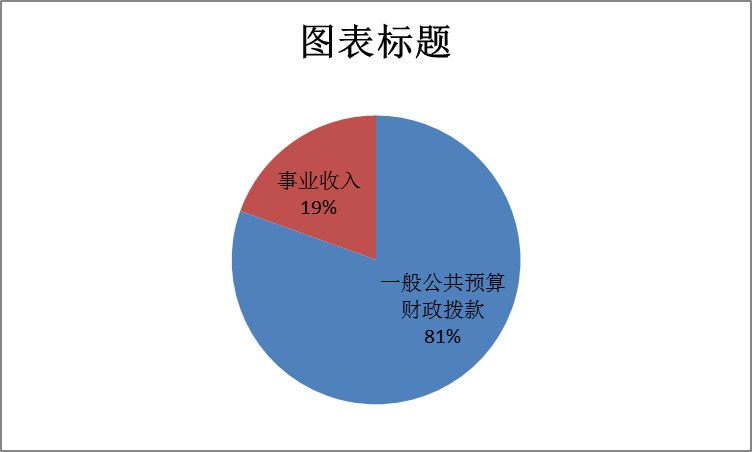 图表标题
事业收入
19%
一般公共预算
财政拨款
81%